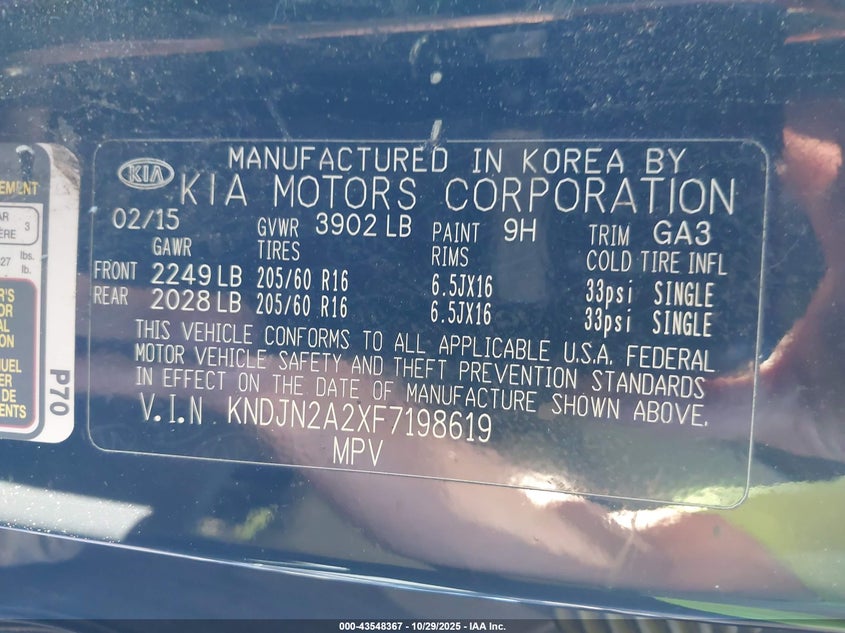 MANUFACTURED IN KOREA BY
KIA KIA MOTORS CORPORATION
02/15 GVWR 3902 LB PAINT 9H TRIM GA3
GAWR TIRES RIMS COLD TIRE INFL
FRONT 2249 LB 205/60 R16 6.5JX16 33psi SINGLE
REAR 2028 LB 205/60 R16 6.5JX16 33psi SINGLE
THIS VEHICLE CONFORMS TO ALL APPLICABLE U.S.A. FEDERAL
MOTOR VEHICLE SAFETY AND THEFT PREVENTION STANDARDS
IN EFFECT ON THE DATE OF MANUFACTURE SHOWN ABOVE.
V.I.N KNDJN2A2XF7198619
MPV
3
lbs.
lb.
P70
000-43548367 - 10/29/2025 - IAA Inc.